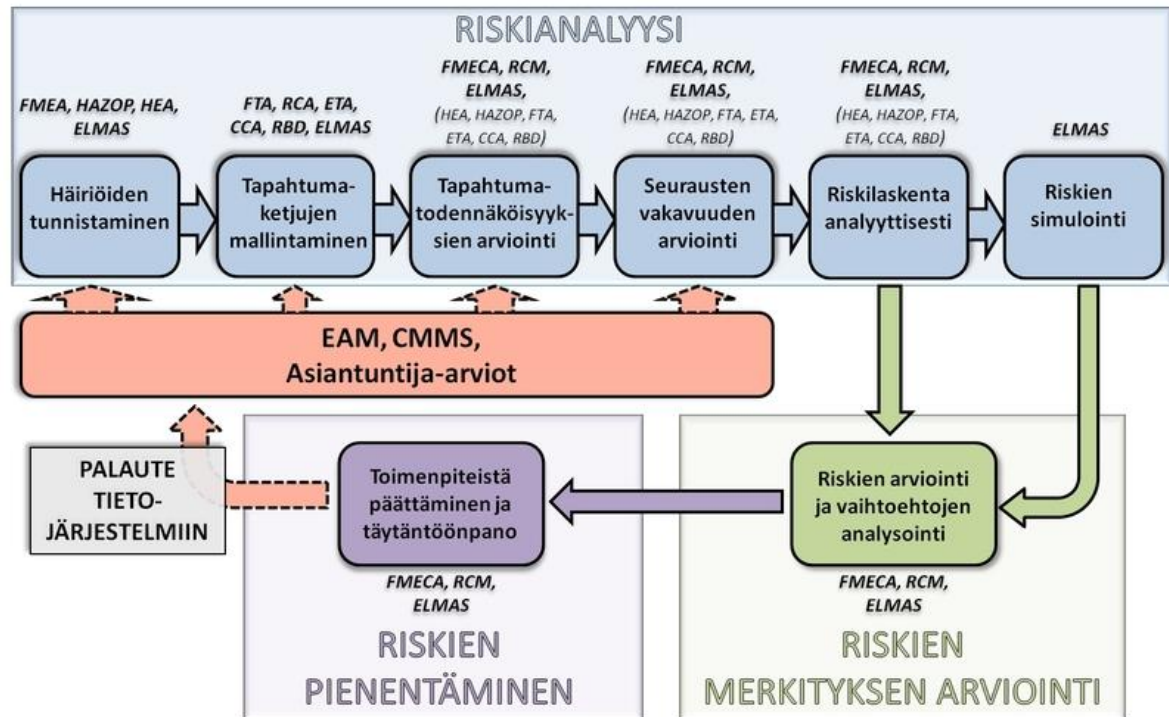 RISKIANALYYSI
FMEA, HAZOP, HEA,
ELMAS
FTA, RCA, ETA,
CCA, RBD, ELMAS
FMECA, RCM,
ELMAS,
(HEA, HAZOP, FTA,
ETA, CCA, RBD)
FMECA, RCM,
ELMAS,
(HEA, HAZOP, FTA, ETA,
CCA, RBD)
FMECA, RCM,
ELMAS,
(HEA, HAZOP, FTA,
ETA, CCA, RBD)
ELMAS
Häiriöiden
tunnistaminen
Tapahtuma-
ketjujen
mallintaminen
Tapahtuma-
todennäköisyyk-
sien arviointi
Seurausten
vakavuuden
arviointi
Riskilaskenta
analyyttisesti
Riskien
simulointi
EAM, CMMS,
Asiantuntija-arviot
PALAUTE
TIETO-
JÄRJESTELMIIN
Toimenpiteistä
päättäminen ja
täytäntöönpano
FMECA, RCM,
ELMAS
RISKIEN
PIENENTÄMINEN
Riskien arviointi
ja vaihtoehtojen
analysointi
FMECA, RCM,
ELMAS
RISKIEN
MERKITYKSEN ARVIOINTI